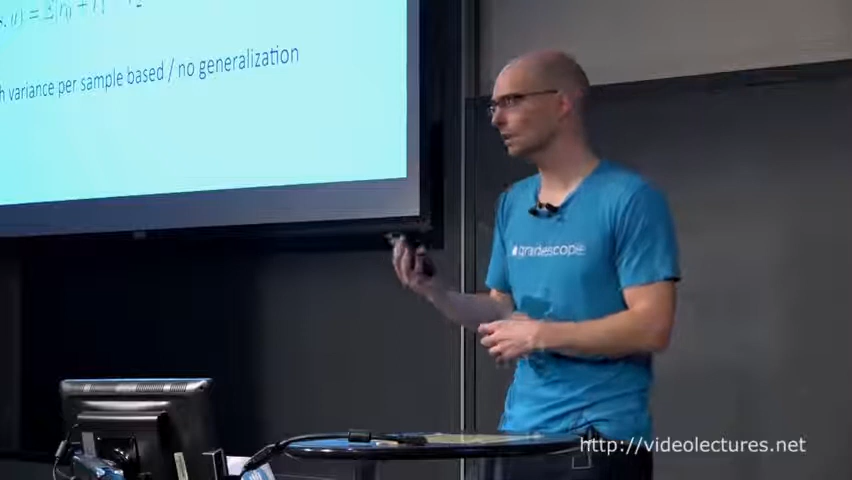 variance per sample based / no generalization
gradescope
http://videolectures.net